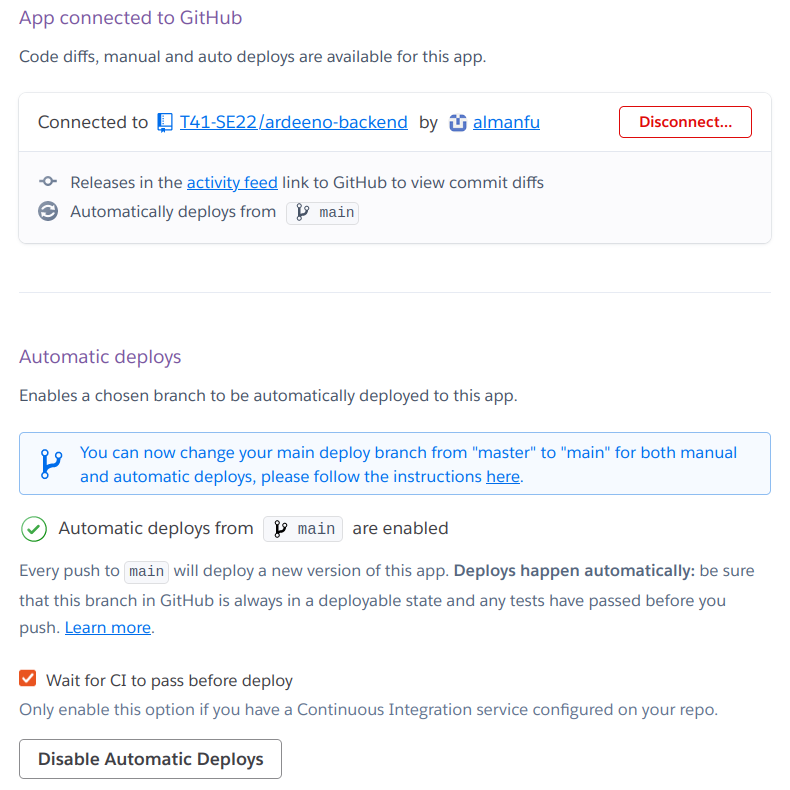 App connected to GitHub
Code diffs, manual and auto deploys are available for this app.
Connected to T41-SE22/ardeeno-backend by almanfu
Disconnect...
Releases in the activity feed link to GitHub to view commit diffs
Automatically deploys from main
Automatic deploys
Enables a chosen branch to be automatically deployed to this app.
You can now change your main deploy branch from "master" to "main" for both manual
and automatic deploys, please follow the instructions here.
Automatic deploys from main are enabled
Every push to main will deploy a new version of this app. Deploys happen automatically: be sure
that this branch in GitHub is always in a deployable state and any tests have passed before you
push. Learn more.
Wait for CI to pass before deploy
Only enable this option if you have a Continuous Integration service configured on your repo.
Disable Automatic Deploys